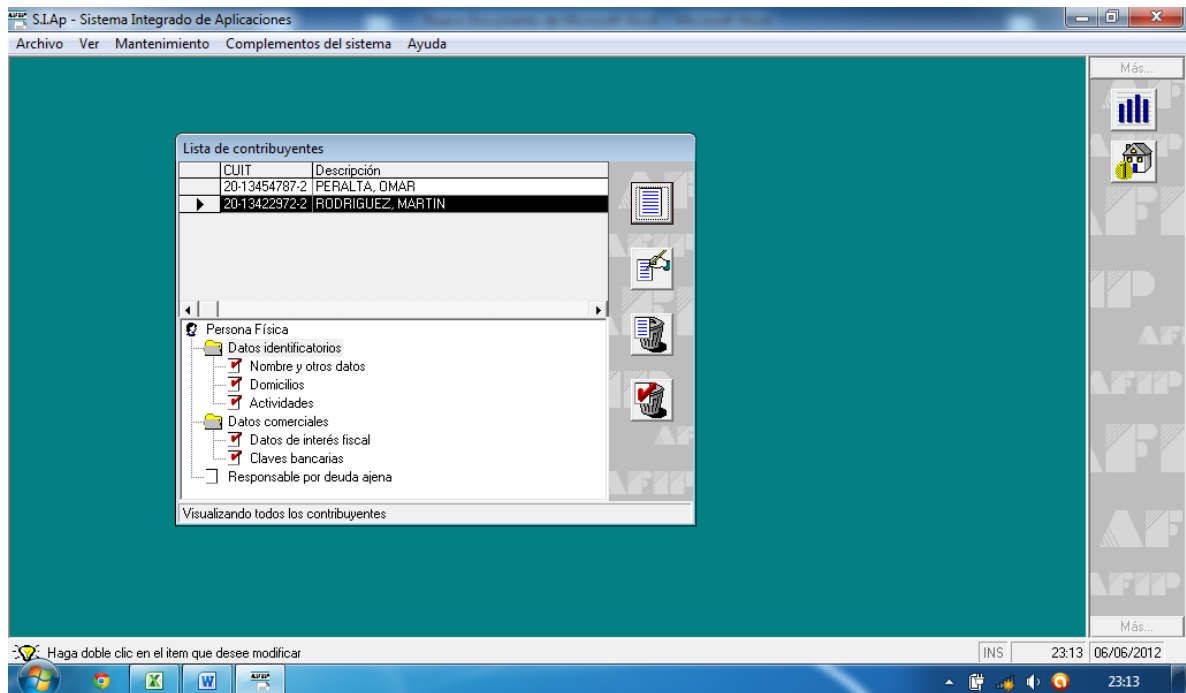 S.I.Ap - Sistema Integrado de Aplicaciones
Archivo Ver Mantenimiento Complementos del sistema Ayuda
Más...
Lista de contribuyentes
CUIT Descripción
20-13454787-2 PERALTA, OMAR
20-13422972-2 RODRIGUEZ, MARTIN
Persona Física
Datos identificatorios
Nombre y otros datos
Domicilios
Actividades
Datos comerciales
Datos de interés fiscal
Claves bancarias
Responsable por deuda ajena
Visualizando todos los contribuyentes
AFIP
Más...
Haga doble clic en el item que desee modificar
INS 23:13 06/06/2012
23:13